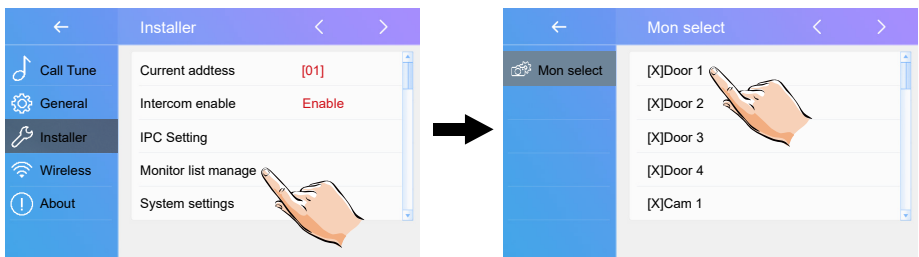 Installer
Call Tune
General
Installer
Wireless
About
Current addtess [01]
Intercom enable Enable
IPC Setting
Monitor list manage
System settings
Mon select
Mon select
[X]Door 1
[X]Door 2
[X]Door 3
[X]Door 4
[X]Cam 1